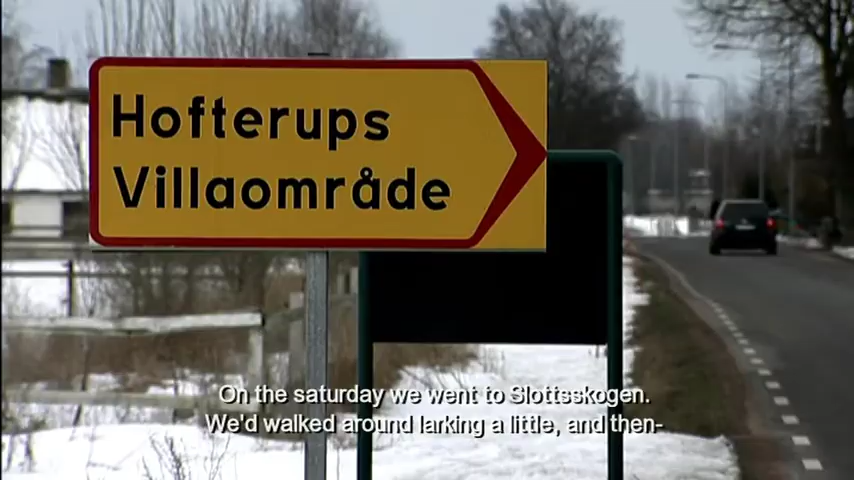 Hofterups
Villaområde
On the saturday we went to Slottsskogen.
We'd walked around larking a little, and then-